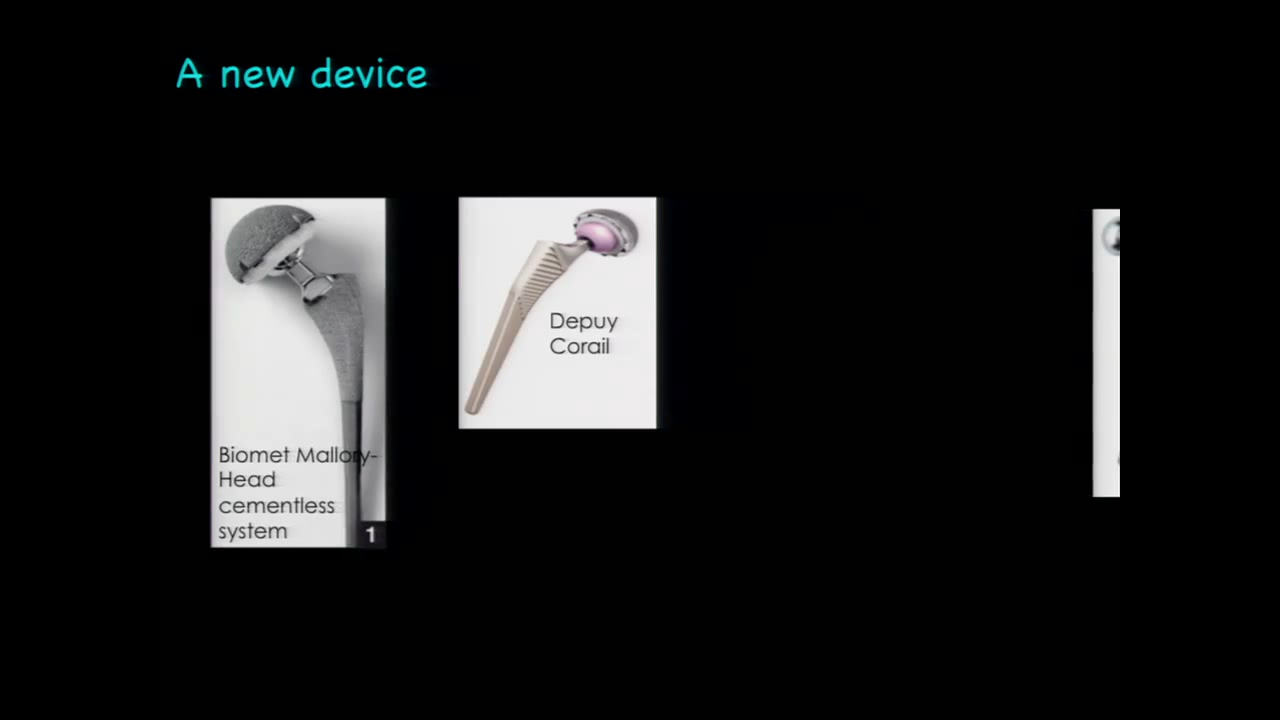 A new device
Biomet Mallory-
Head
cementless
system
1
Depuy
Corail